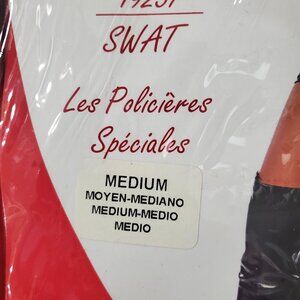 SWAT
Les Policières
Spéciales
MEDIUM
MOYEN-MEDIANO
MEDIUM-MEDIO
MEDIO